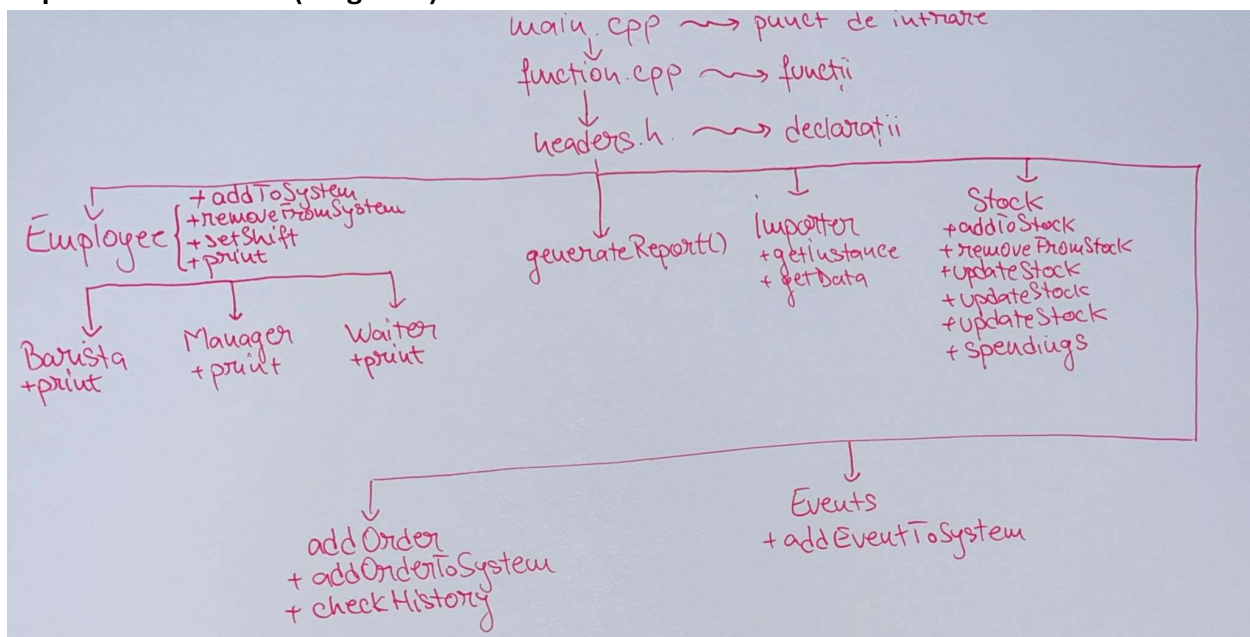 main.cpp punct de intrare
function.cpp funcții
headers.h. declarații
Employee
+ addToSystem
+ removeFromSystem
+ setShift
+ print
Barista
+print
Manager
+print
Waiter
+print
generateReport()
Importer
+ getInstance
+ getData
Stock
+addToStock
+ removeFromStock
+updateStock
+updateStock
+updateStock
+ spendings
addOrder
+ addOrderToSystem
+ checkHistory
Events
+ addEventToSystem